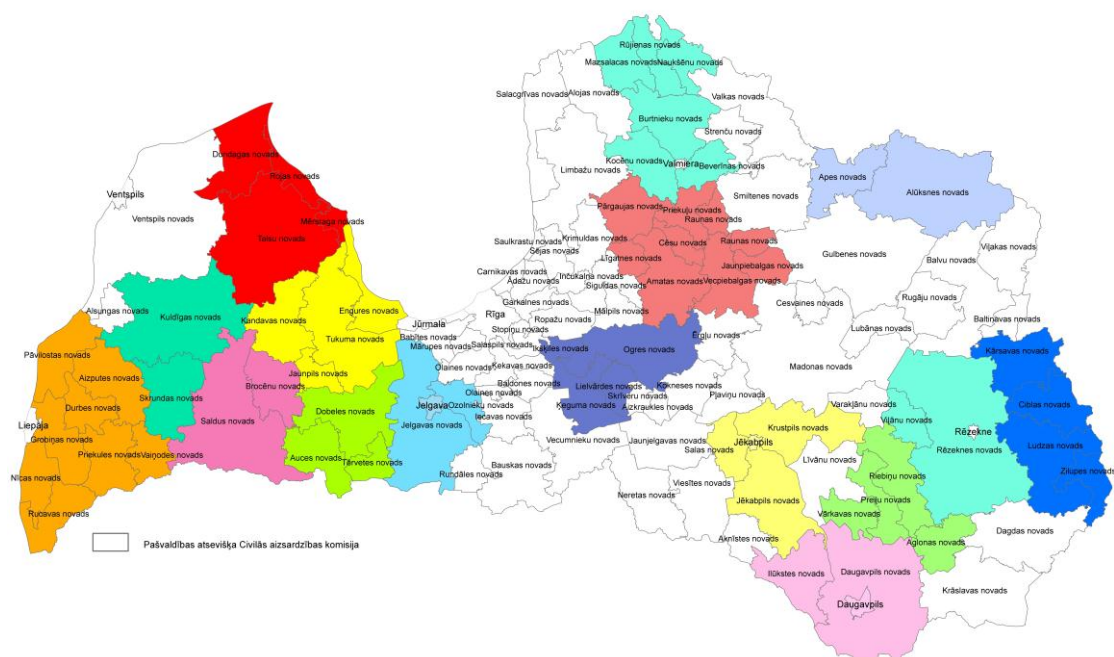 Rūjienas novads
Mazsalacas novads
Naukšēnu novads
Alojas novads
Salacgrīvas novads
Valkas novads
Burtnieku novads
Strenču novads
Dundagas novads
Kocēnu novads
Valmiera
Beverīnas novads
Limbažu novads
Apes novads
Alūksnes novads
Rojas novads
Ventspils
Smiltenes novads
Pārgaujas novads
Priekuļu novads
Ventspils novads
Mērsraga novads
Raunas novads
Talsu novads
Krimuldas novads
Cēsu novads
Raunas novads
Saulkrastu novads
Sējas novads
Līgatnes novads
Gulbenes novads
Balvu novads
Viļakas novads
Jaunpiebalgas novads
Carnikavas novads
Inčukalna novads
Amatas novads
Vecpiebalgas novads
Ādažu novads
Siguldas novads
Rugāju novads
Garkalnes novads
Cesvaines novads
Alsungas novads
Kuldīgas novads
Kandavas novads
Engures novads
Rīga
Mālpils novads
Baltinavas novads
Jūrmala
Ropažu novads
Tukuma novads
Stopiņu novads
Lubānas novads
Babītes novads
Ērgļu novads
Mārupes novads
Salaspils novads
Ikšķiles novads
Ogres novads
Kārsavas novads
Pāvilostas novads
Olaines novads
Ķekavas novads
Madonas novads
Jaunpils novads
Aizputes novads
Brocēnu novads
Baldones novads
Lielvārdes novads
Kokneses novads
Olaines novads
Skrīveru novads
Pļaviņu novads
Skrundas novads
Jelgava
Ozolnieku novads
Ķeguma novads
Aizkraukles novads
Varakļānu novads
Ciblas novads
Durbes novads
Dobeles novads
Iecavas novads
Viļānu novads
Saldus novads
Jelgavas novads
Krustpils novads
Rēzekne
Liepāja
Grobiņas novads
Vecumnieku novads
Jaunjelgavas novads
Jēkabpils
Ludzas novads
Salas novads
Rēzeknes novads
Priekules novads
Vaiņodes novads
Auces novads
Tērvetes novads
Bauskas novads
Līvānu novads
Zilupes novads
Nīcas novads
Rundāles novads
Riebiņu novads
Viesītes novads
Jēkabpils novads
Preiļu novads
Neretas novads
Rucavas novads
Vārkavas novads
Dagdas novads
Aknīstes novads
Aglonas novads
Pašvaldības atsevišķa Civilās aizsardzības komisija
Ilūkstes novads
Daugavpils novads
Krāslavas novads
Daugavpils